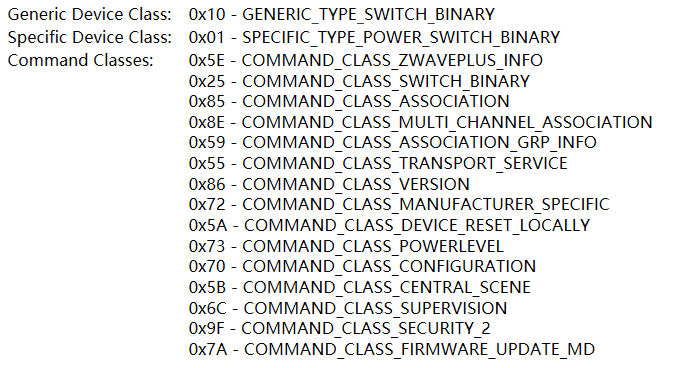 Generic Device Class: 0x10 - GENERIC_TYPE_SWITCH_BINARY
Specific Device Class: 0x01 - SPECIFIC_TYPE_POWER_SWITCH_BINARY
Command Classes: 0x5E - COMMAND_CLASS_ZWAVEPLUS_INFO
0x25 - COMMAND_CLASS_SWITCH_BINARY
0x85 - COMMAND_CLASS_ASSOCIATION
0x8E - COMMAND_CLASS_MULTI_CHANNEL_ASSOCIATION
0x59 - COMMAND_CLASS_ASSOCIATION_GRP_INFO
0x55 - COMMAND_CLASS_TRANSPORT_SERVICE
0x86 - COMMAND_CLASS_VERSION
0x72 - COMMAND_CLASS_MANUFACTURER_SPECIFIC
0x5A - COMMAND_CLASS_DEVICE_RESET_LOCALLY
0x73 - COMMAND_CLASS_POWERLEVEL
0x70 - COMMAND_CLASS_CONFIGURATION
0x5B - COMMAND_CLASS_CENTRAL_SCENE
0x6C - COMMAND_CLASS_SUPERVISION
0x9F - COMMAND_CLASS_SECURITY_2
0x7A - COMMAND_CLASS_FIRMWARE_UPDATE_MD